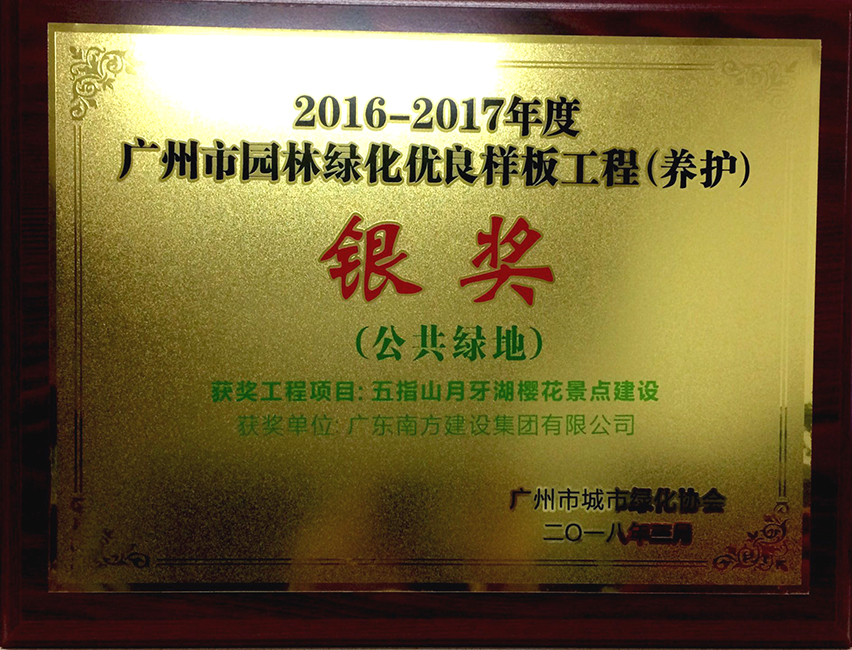 2016-2017年度
广州市园林绿化优良样板工程(养护)
银奖
(公共绿地)
获奖工程项目: 五指山月牙湖樱花景点建设
获奖单位: 广东南方建设集团有限公司
广州市城市绿化协会
二〇一八年三月